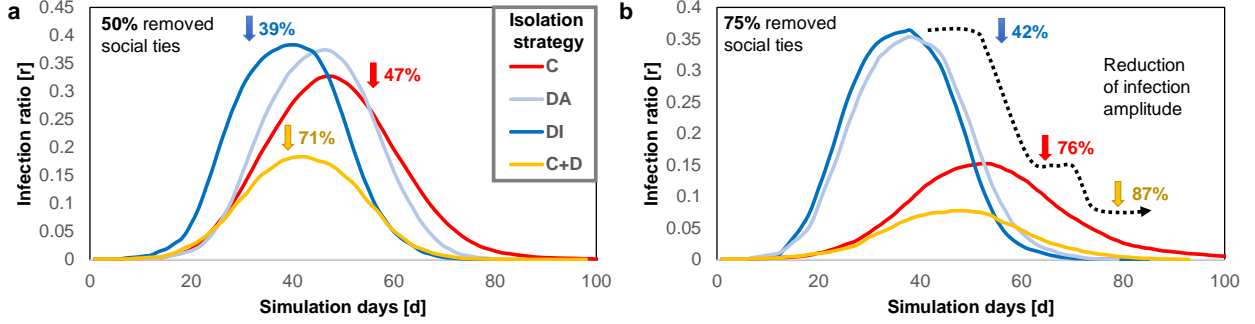 a
50% removed
social ties
Infection ratio [r]
0.45
0.4
0.35
0.3
0.25
0.2
0.15
0.1
0.05
0
39%
47%
71%
Isolation
strategy
C
DA
DI
C+D
0
20
40
60
80
100
Simulation days [d]
b
75% removed
social ties
Infection ratio [r]
0.4
0.35
0.3
0.25
0.2
0.15
0.1
0.05
0
42%
Reduction
of infection
amplitude
76%
87%
0
20
40
60
80
100
Simulation days [d]